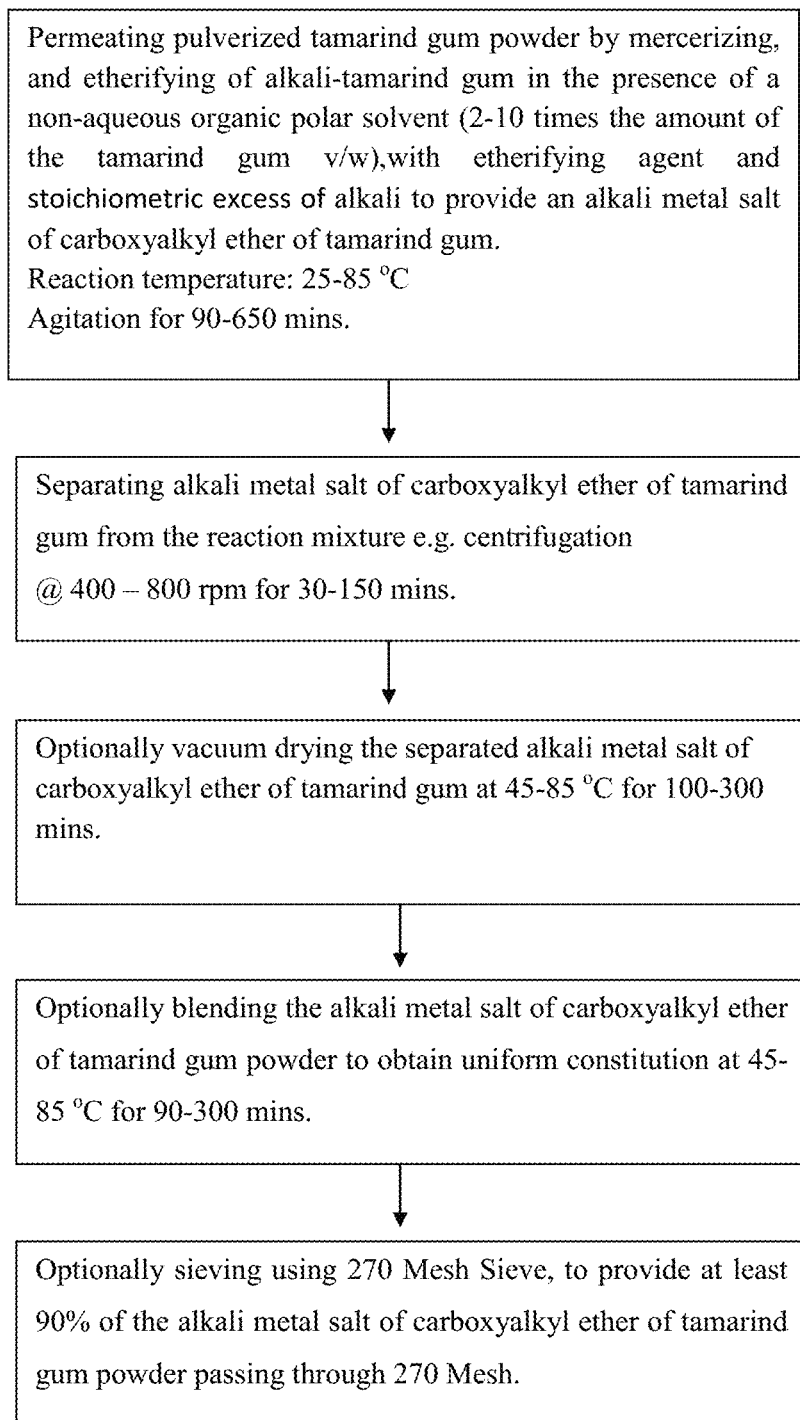 Permeating pulverized tamarind gum powder by mercerizing,
and etherifying of alkali-tamarind gum in the presence of a
non-aqueous organic polar solvent (2-10 times the amount of
the tamarind gum v/w),with etherifying agent and
stoichiometric excess of alkali to provide an alkali metal salt
of carboxyalkyl ether of tamarind gum.
Reaction temperature: 25-85 °C
Agitation for 90-650 mins.
Separating alkali metal salt of carboxyalkyl ether of tamarind
gum from the reaction mixture e.g. centrifugation
@ 400 – 800 rpm for 30-150 mins.
Optionally vacuum drying the separated alkali metal salt of
carboxyalkyl ether of tamarind gum at 45-85 °C for 100-300
mins.
Optionally blending the alkali metal salt of carboxyalkyl ether
of tamarind gum powder to obtain uniform constitution at 45-
85 °C for 90-300 mins.
Optionally sieving using 270 Mesh Sieve, to provide at least
90% of the alkali metal salt of carboxyalkyl ether of tamarind
gum powder passing through 270 Mesh.